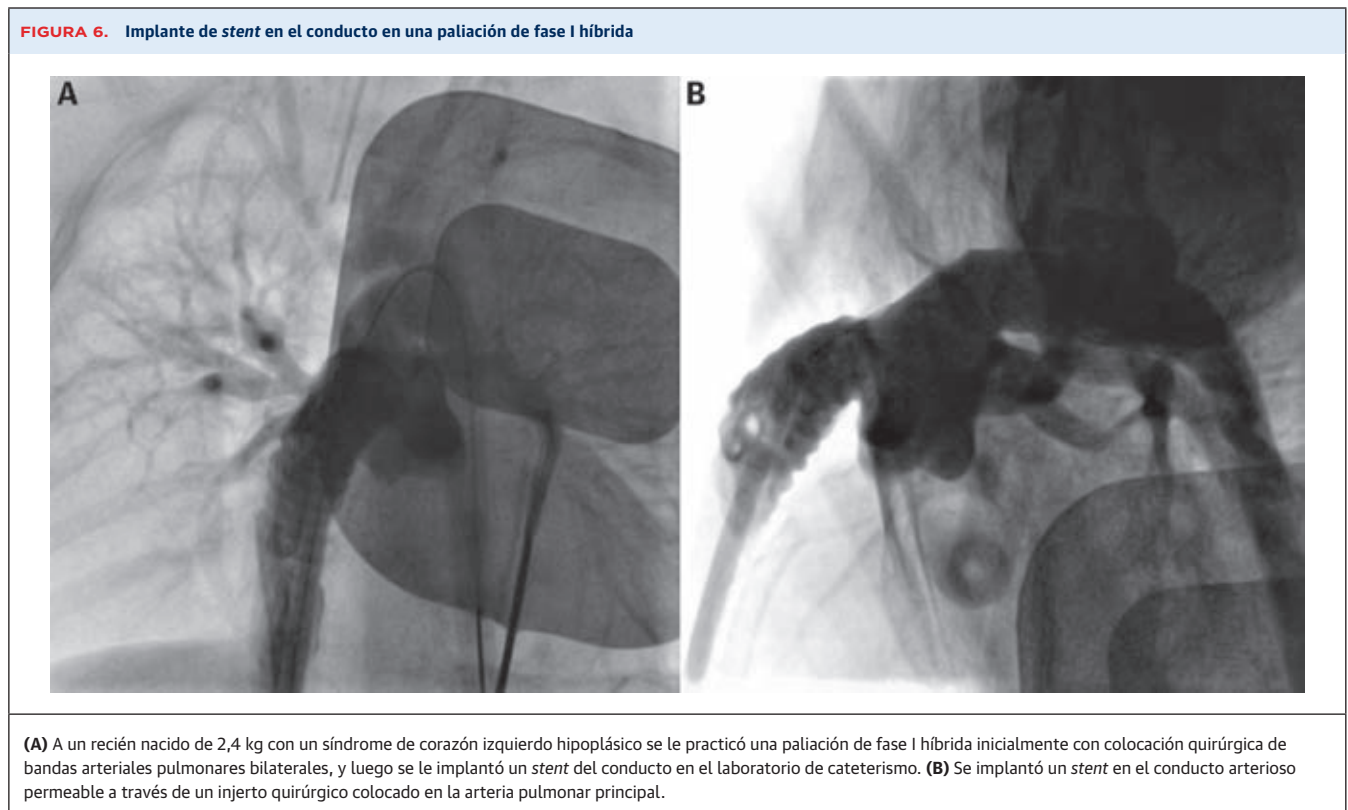 FIGURA 6. Implante de stent en el conducto en una paliación de fase I híbrida
A
B
(A) A un recién nacido de 2,4 kg con un síndrome de corazón izquierdo hipoplásico se le practicó una paliación de fase I híbrida inicialmente con colocación quirúrgica de
bandas arteriales pulmonares bilaterales, y luego se le implantó un stent del conducto en el laboratorio de cateterismo. (B) Se implantó un stent en el conducto arterioso
permeable a través de un injerto quirúrgico colocado en la arteria pulmonar principal.